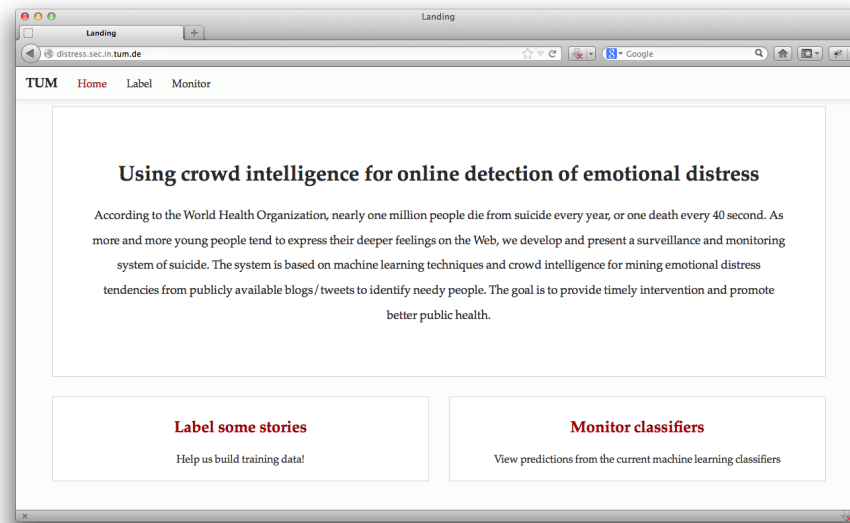 Landing
Landing
distress.sec.in.tum.de
Google
TUM Home Label Monitor
Using crowd intelligence for online detection of emotional distress
According to the World Health Organization, nearly one million people die from suicide every year, or one death every 40 second. As
more and more young people tend to express their deeper feelings on the Web, we develop and present a surveillance and monitoring
system of suicide. The system is based on machine learning techniques and crowd intelligence for mining emotional distress
tendencies from publicly available blogs/tweets to identify needy people. The goal is to provide timely intervention and promote
better public health.
Label some stories
Help us build training data!
Monitor classifiers
View predictions from the current machine learning classifiers